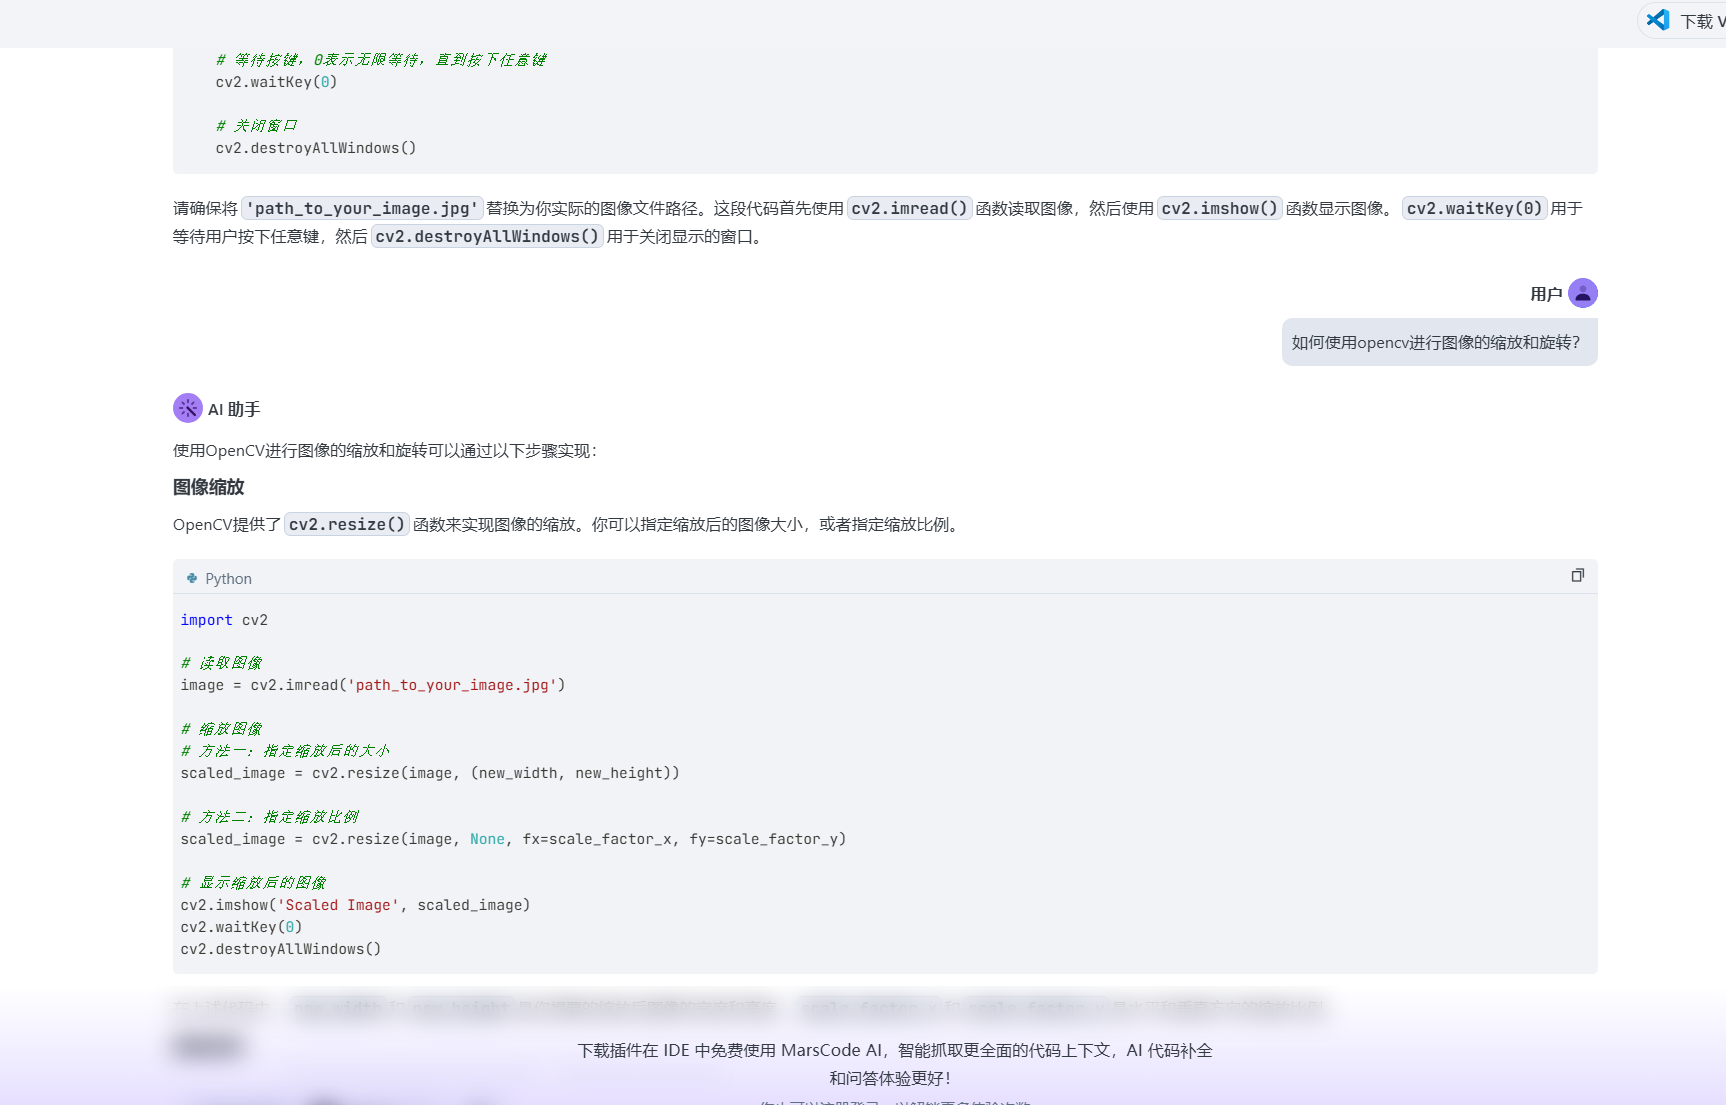 下载 V
# 等待按键，0表示无限等待，直到按下任意键
cv2.waitKey(0)
# 关闭窗口
cv2.destroyAllWindows()
请确保将 'path_to_your_image.jpg' 替换为你实际的图像文件路径。这段代码首先使用 cv2.imread() 函数读取图像，然后使用 cv2.imshow() 函数显示图像。 cv2.waitKey(0) 用于
等待用户按下任意键，然后 cv2.destroyAllWindows() 用于关闭显示的窗口。
用户
如何使用opencv进行图像的缩放和旋转？
AI 助手
使用OpenCV进行图像的缩放和旋转可以通过以下步骤实现：
图像缩放
OpenCV提供了 cv2.resize() 函数来实现图像的缩放。你可以指定缩放后的图像大小，或者指定缩放比例。
Python
import cv2
# 读取图像
image = cv2.imread('path_to_your_image.jpg')
# 缩放图像
# 方法一：指定缩放后的大小
scaled_image = cv2.resize(image, (new_width, new_height))
# 方法二：指定缩放比例
scaled_image = cv2.resize(image, None, fx=scale_factor_x, fy=scale_factor_y)
# 显示缩放后的图像
cv2.imshow('Scaled Image', scaled_image)
cv2.waitKey(0)
cv2.destroyAllWindows()
下载插件在 IDE 中免费使用 MarsCode AI，智能抓取更全面的代码上下文，AI 代码补全
和问答体验更好！